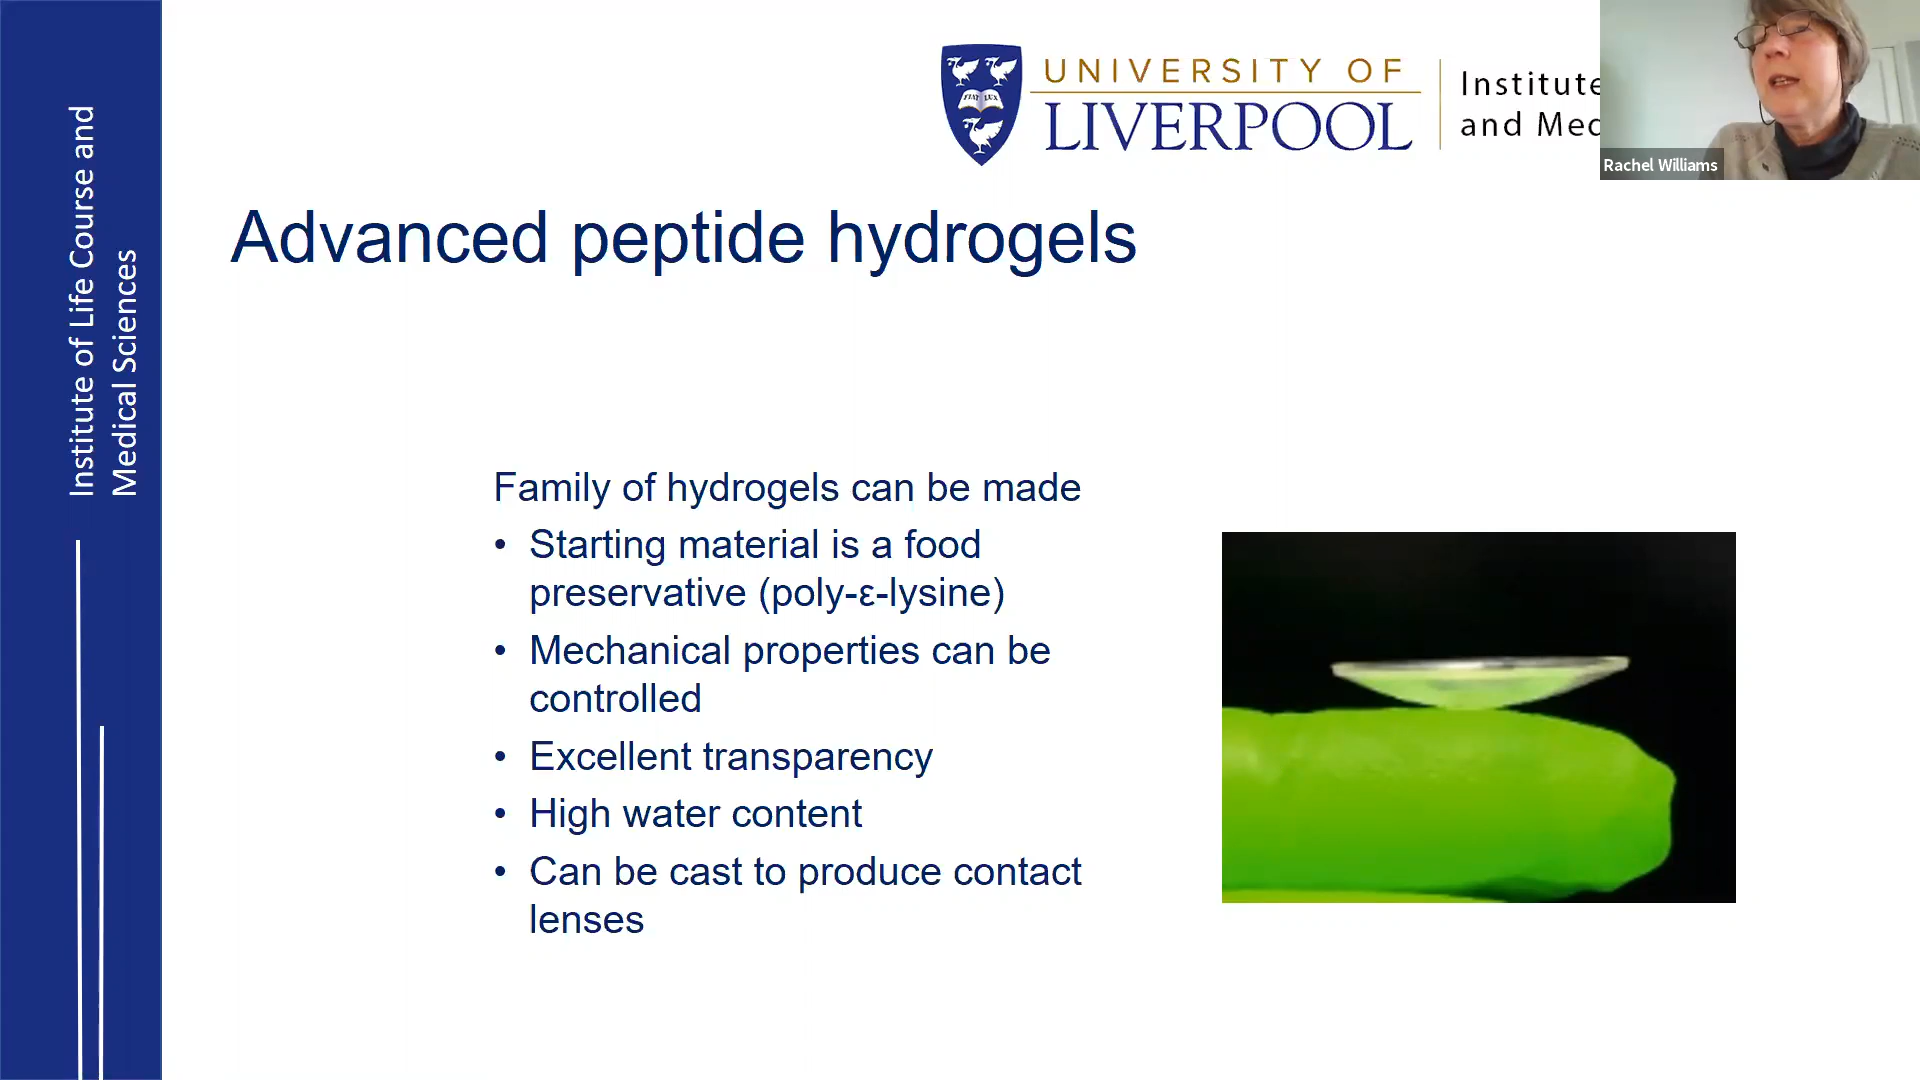 Institute of Life Course and
Medical Sciences
FIAT LUX
UNIVERSITY OF
LIVERPOOL
Institute
and Med
Rachel Williams
Advanced peptide hydrogels
Family of hydrogels can be made
• Starting material is a food
preservative (poly-ε-lysine)
• Mechanical properties can be
controlled
• Excellent transparency
• High water content
• Can be cast to produce contact
lenses